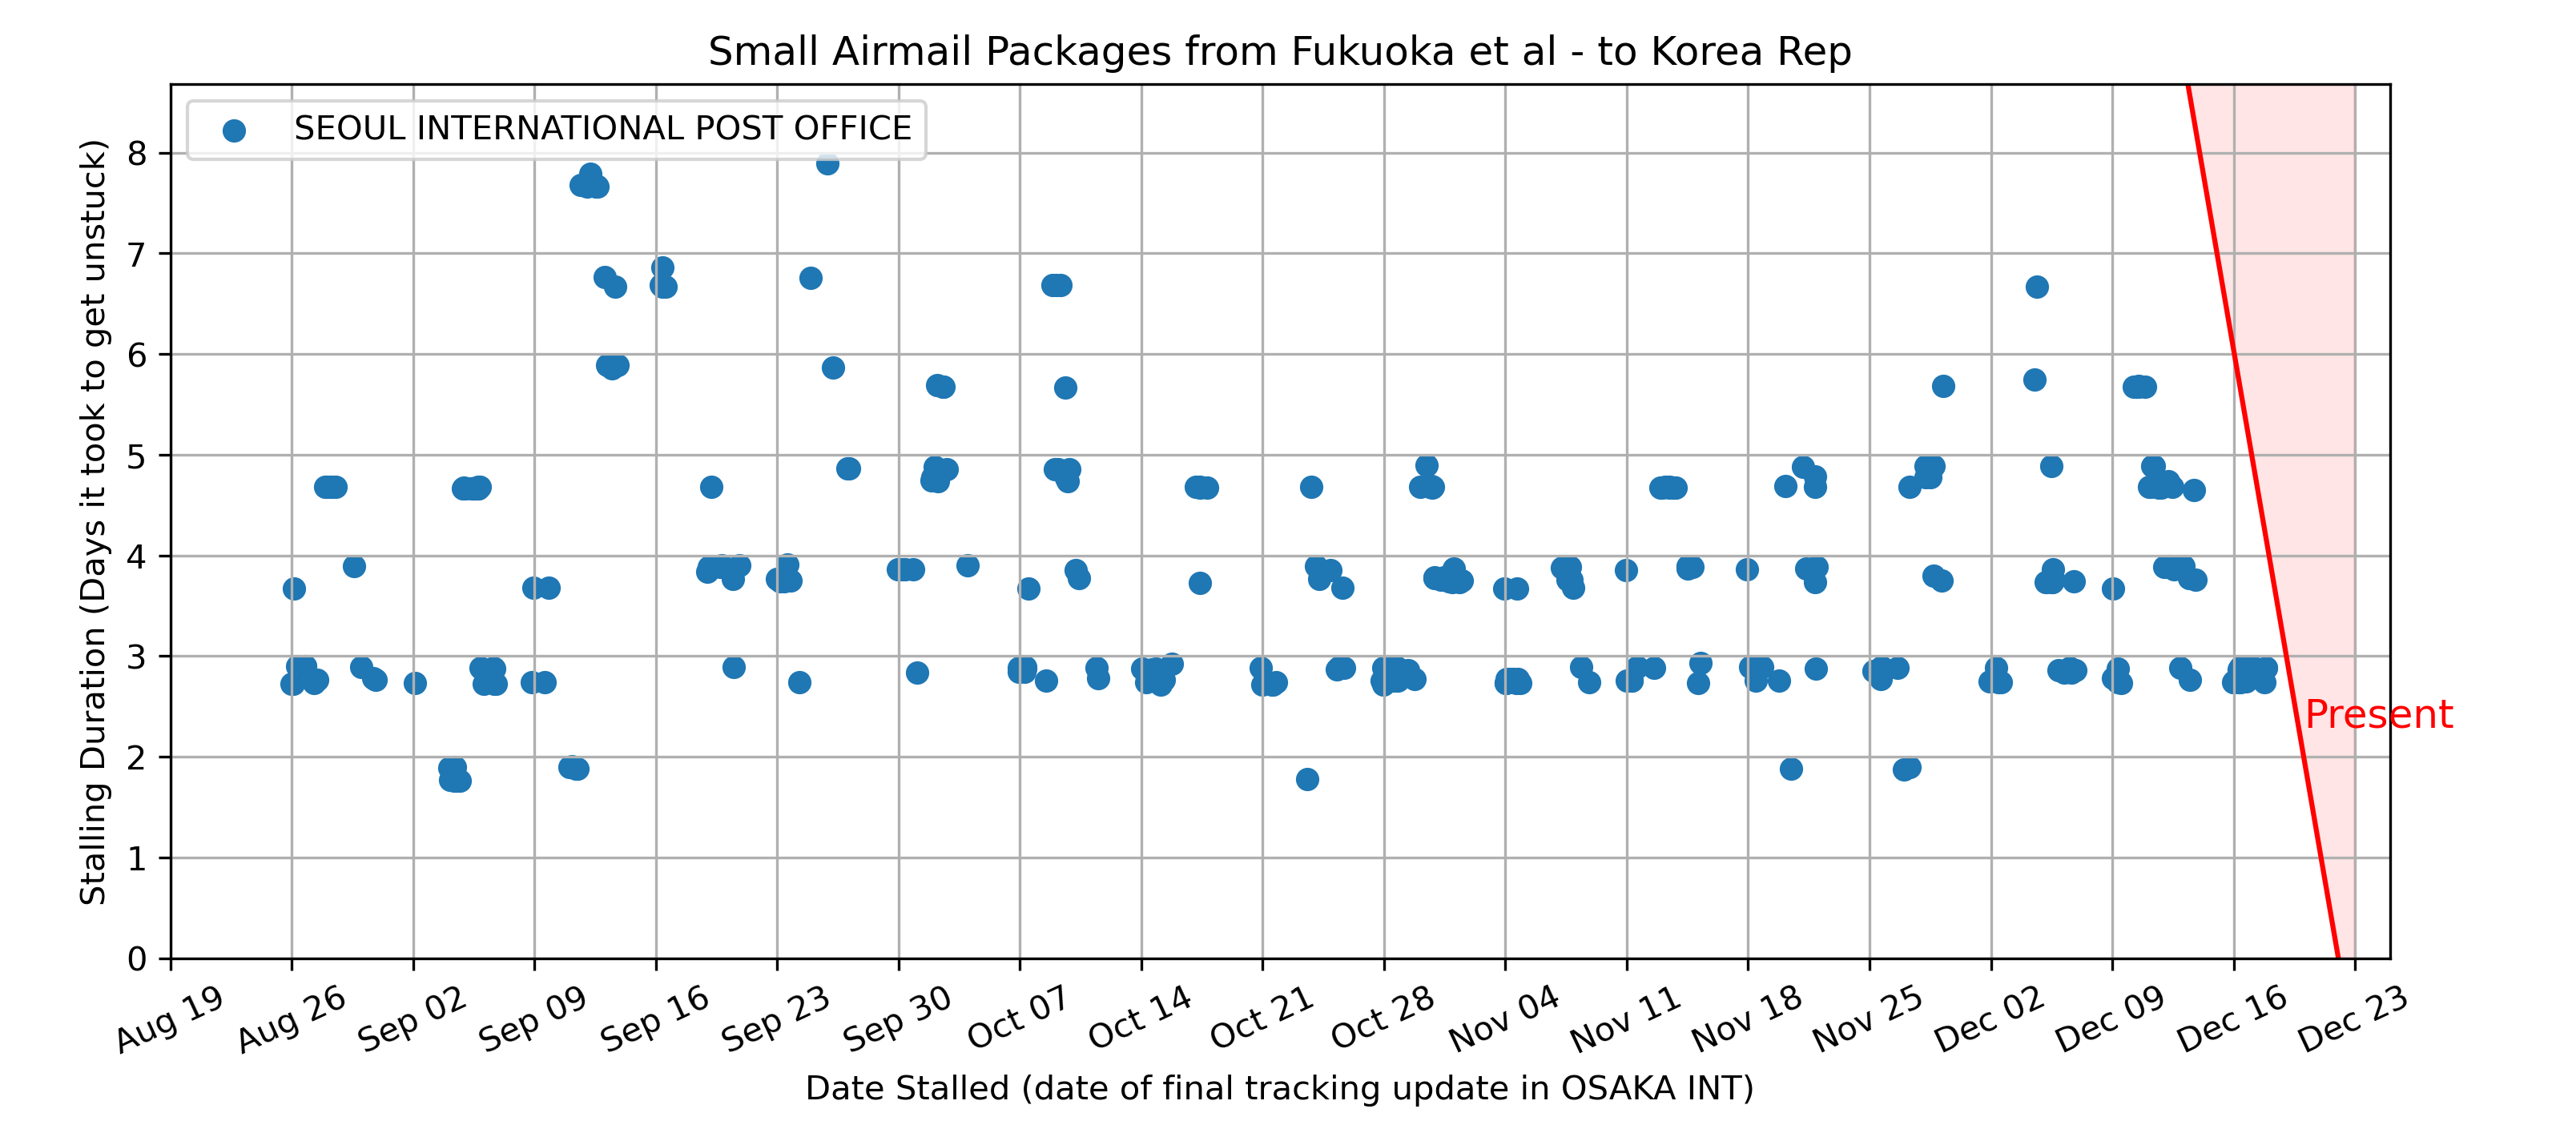 Small Airmail Packages from Fukuoka et al - to Korea Rep
SEOUL INTERNATIONAL POST OFFICE
Stalling Duration (Days it took to get unstuck)
8
7
6
5
4
3
2
1
0
Present
Aug 19
Aug 26
Sep 02
Sep 09
Sep 16
Sep 23
Sep 30
Oct 07
Oct 14
Oct 21
Oct 28
Nov 04
Nov 11
Nov 18
Nov 25
Dec 02
Dec 09
Dec 16
Dec 23
Date Stalled (date of final tracking update in OSAKA INT)